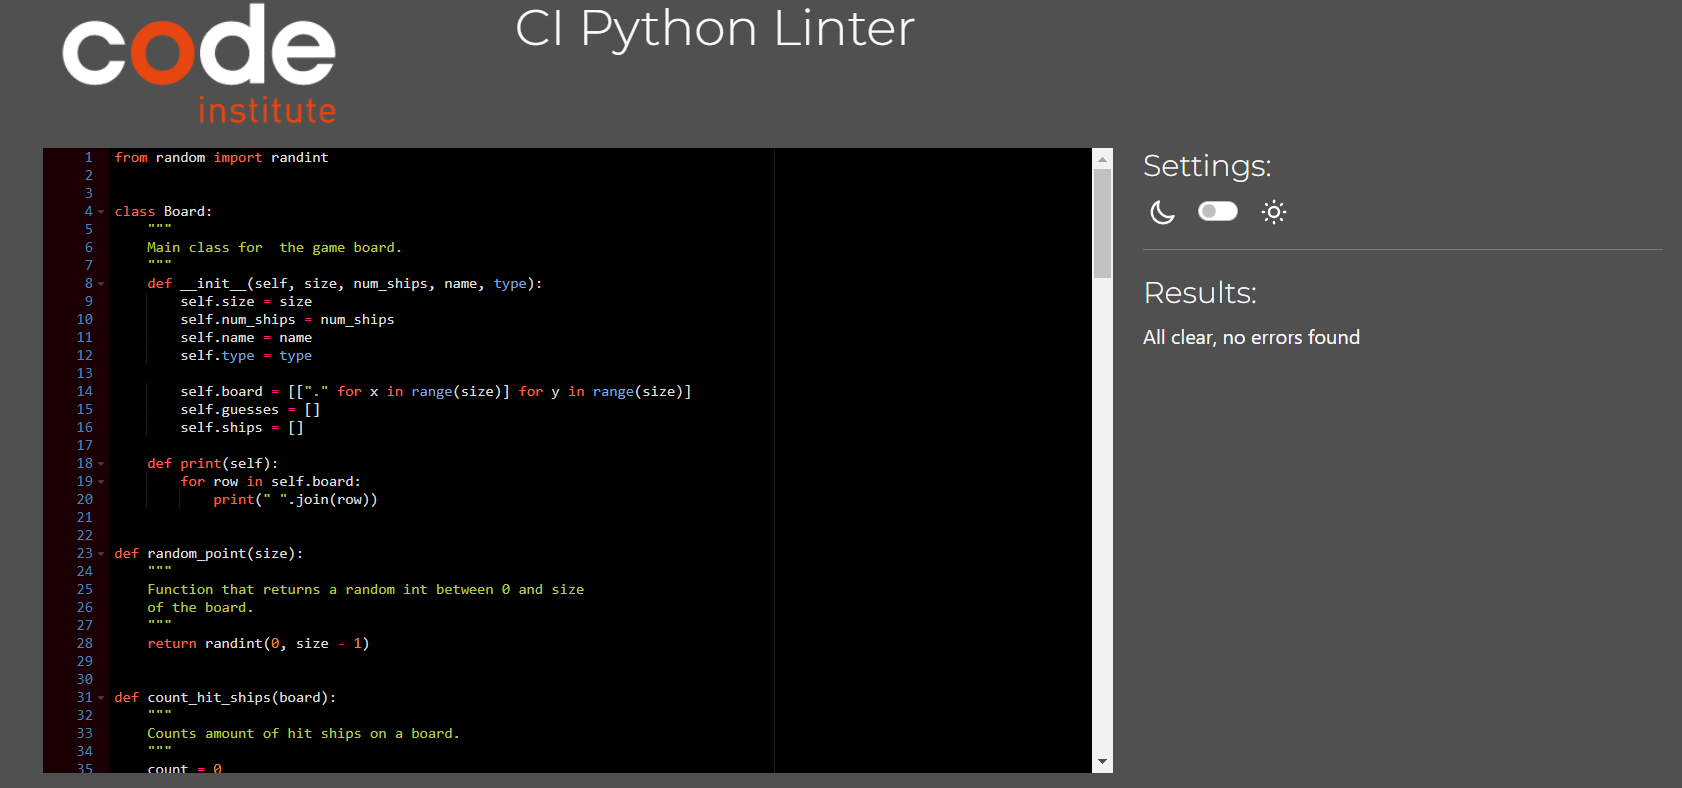 code
institute
CI Python Linter
1 from random import randint
2
3
4 class Board:
5     """
6     Main class for  the game board.
7     """
8     def __init__(self, size, num_ships, name, type):
9         self.size = size
10         self.num_ships = num_ships
11         self.name = name
12         self.type = type
13
14         self.board = [["." for x in range(size)] for y in range(size)]
15         self.guesses = []
16         self.ships = []
17
18     def print(self):
19         for row in self.board:
20             print(" ".join(row))
21
22
23 def random_point(size):
24     """
25     Function that returns a random int between 0 and size
26     of the board.
27     """
28     return randint(0, size - 1)
29
30
31 def count_hit_ships(board):
32     """
33     Counts amount of hit ships on a board.
34     """
35     count = 0
Settings:
Results:
All clear, no errors found